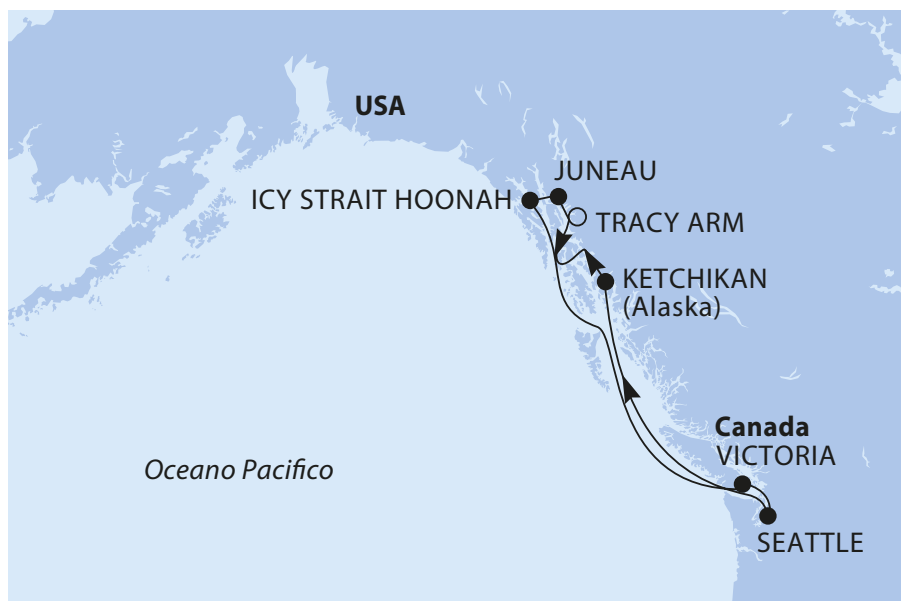 USA
JUNEAU
ICY STRAIT HOONAH
TRACY ARM
KETCHIKAN
(Alaska)
Canada
VICTORIA
Oceano Pacifico
SEATTLE